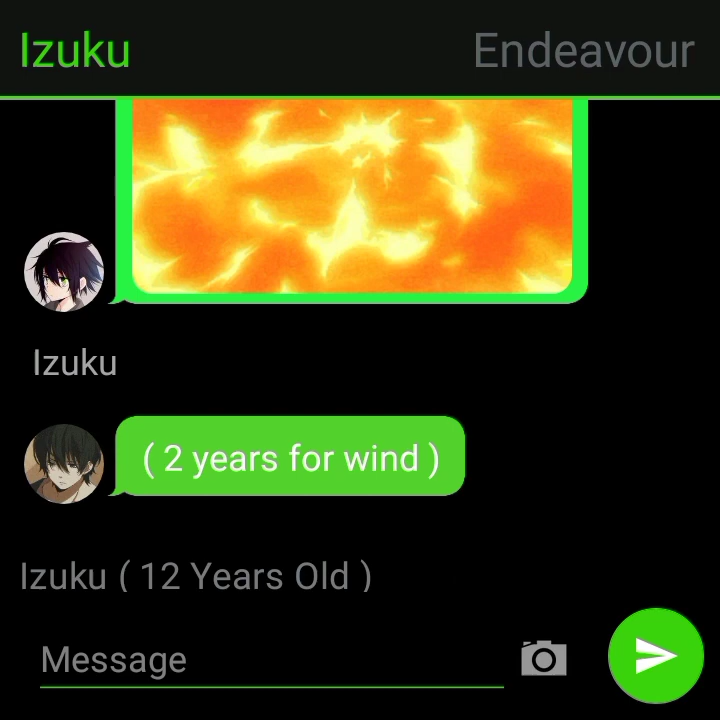 Izuku Endeavour
Izuku
( 2 years for wind )
Izuku ( 12 Years Old )
Message